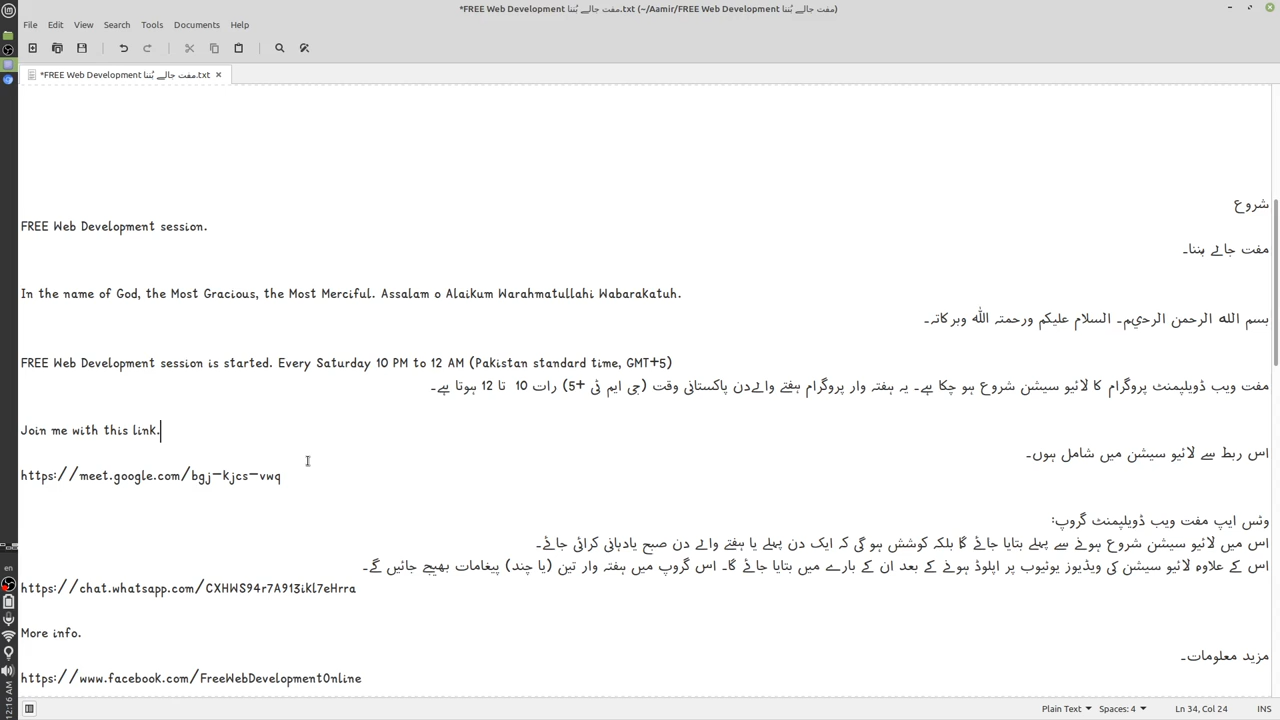 *FREE Web Development مفت جالے بُننا.txt (~/Aamir/FREE Web Development مفت جالے بُننا)
File Edit View Search Tools Documents Help
*FREE Web Development مفت جالے بُننا.txt
شروع
FREE Web Development session.
مفت جالے بننا۔
In the name of God, the Most Gracious, the Most Merciful. Assalam o Alaikum Warahmatullahi Wabarakatuh.
بسم الله الرحمن الرحيم۔ السلام علیکم ورحمتہ اللہ وبرکاتہ۔
FREE Web Development session is started. Every Saturday 10 PM to 12 AM (Pakistan standard time, GMT+5)
مفت ویب ڈویلپمنٹ پروگرام کا لائیو سیشن شروع ہو چکا ہے۔ یہ ہفتہ وار پروگرام ہفتے والےدن پاکستانی وقت (جی ایم ٹی +5) رات 10 تا 12 ہوتا ہے۔
Join me with this link.
اس ربط سے لائیو سیشن میں شامل ہوں۔
https://meet.google.com/bgj-kjcs-vwq
وٹس ایپ مفت ویب ڈویلپمنٹ گروپ:
اس میں لائیو سیشن شروع ہونے سے پہلے بتایا جائے گا بلکہ کوشش ہو گی کہ ایک دن پہلے یا ہفتے والے دن صبح یادہانی کرائی جائے۔
اس کے علاوہ لائیو سیشن کی ویڈیوز یوٹیوب پر اپلوڈ ہونے کے بعد ان کے بارے میں بتایا جائے گا۔ اس گروپ میں ہفتہ وار تین (یا چند) پیغامات بھیجے جائیں گے۔
https://chat.whatsapp.com/CXHWS94r7A913ikl7eHrra
More info.
مزید معلومات۔
https://www.facebook.com/FreeWebDevelopmentOnline
en
12:16 AM
Plain Text Spaces: 4 Ln 34, Col 24 INS